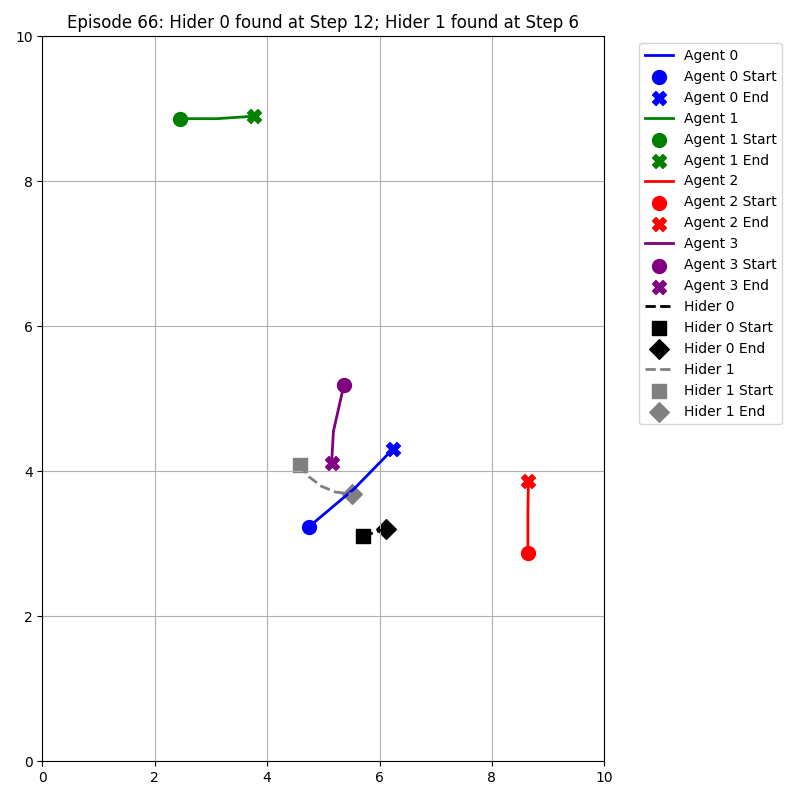 Episode 66: Hider 0 found at Step 12; Hider 1 found at Step 6
10
8
6
4
2
0
0 2 4 6 8 10
Agent 0
Agent 0 Start
Agent 0 End
Agent 1
Agent 1 Start
Agent 1 End
Agent 2
Agent 2 Start
Agent 2 End
Agent 3
Agent 3 Start
Agent 3 End
Hider 0
Hider 0 Start
Hider 0 End
Hider 1
Hider 1 Start
Hider 1 End